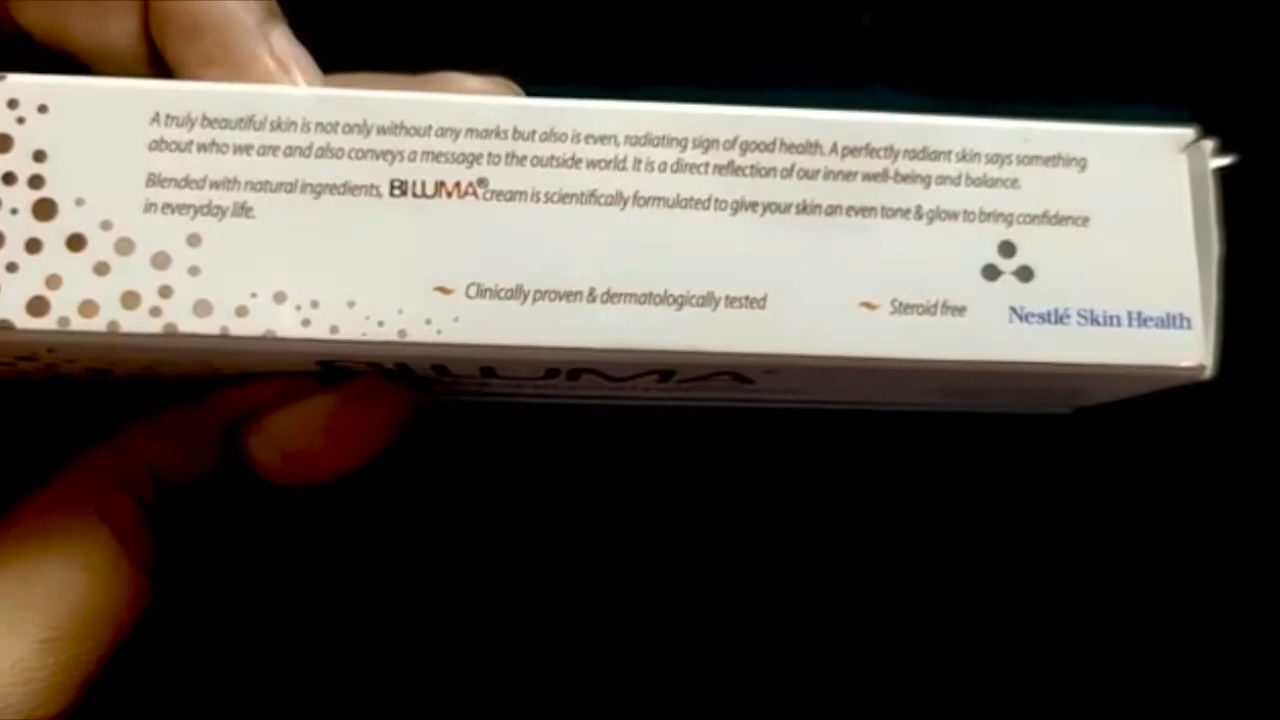 A truly beautiful skin is not only without any marks but also is even, radiating sign of good health. A perfectly radiant skin says something
about who we are and also conveys a message to the outside world. It is a direct reflection of our inner well-being and balance.
Blended with natural ingredients, BI LUMA® cream is scientifically formulated to give your skin an even tone & glow to bring confidence
in everyday life.
~ Clinically proven & dermatologically tested ~ Steroid free
Nestlé Skin Health
BI LUMA